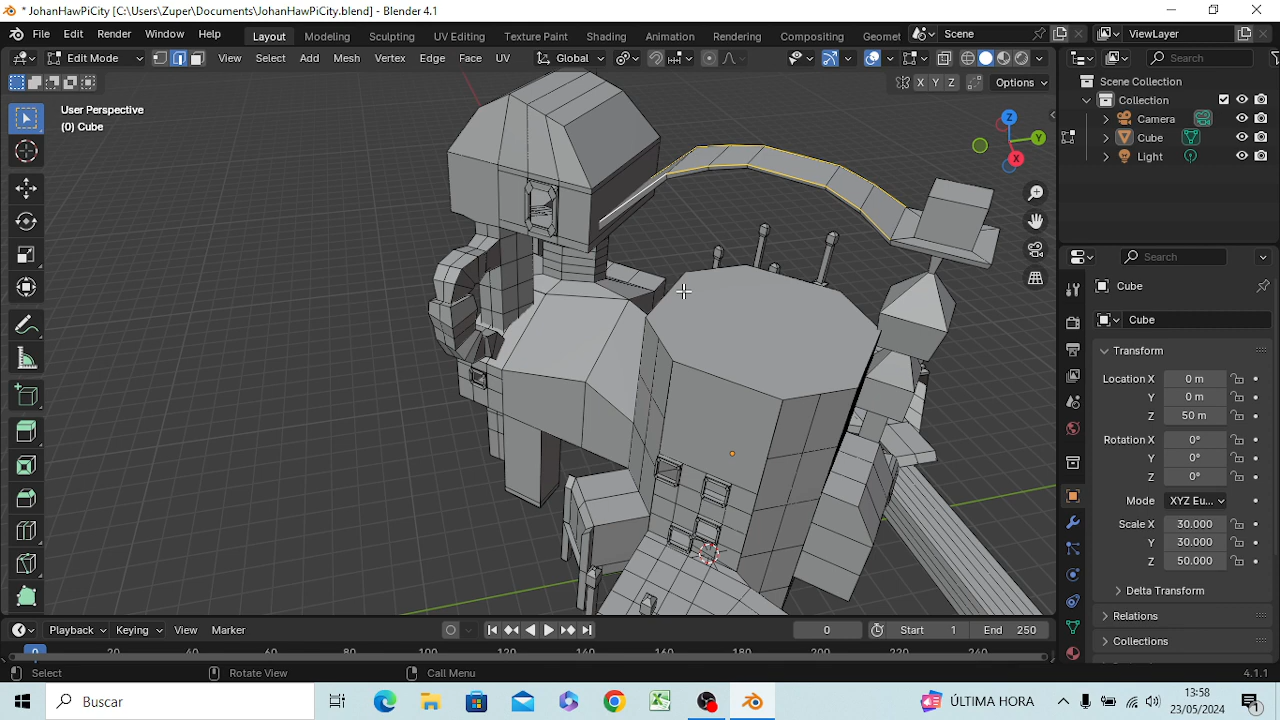 * JohanHawPiCity [C:\Users\Zuper\Documents\JohanHawPiCity.blend] - Blender 4.1
File Edit Render Window Help Layout Modeling Sculpting UV Editing Texture Paint Shading Animation Rendering Compositing Geomet Scene ViewLayer
Edit Mode View Select Add Mesh Vertex Edge Face UV Global Search
X Y Z Options
User Perspective
(0) Cube
Z
Y
X
Scene Collection
Collection
Camera
Cube
Light
Search
Cube
Cube
Transform
Location X 0 m
Y 0 m
Z 50 m
Rotation X 0°
Y 0°
Z 0°
Mode XYZ Eu...
Scale X 30.000
Y 30.000
Z 50.000
Delta Transform
Relations
Collections
Playback Keying View Marker 0 Start 1 End 250
0 20 40 60 80 100 120 140 160 180 200 220 240
Select Rotate View Call Menu 4.1.1
Buscar ÚLTIMA HORA 13:58
23/05/2024
1